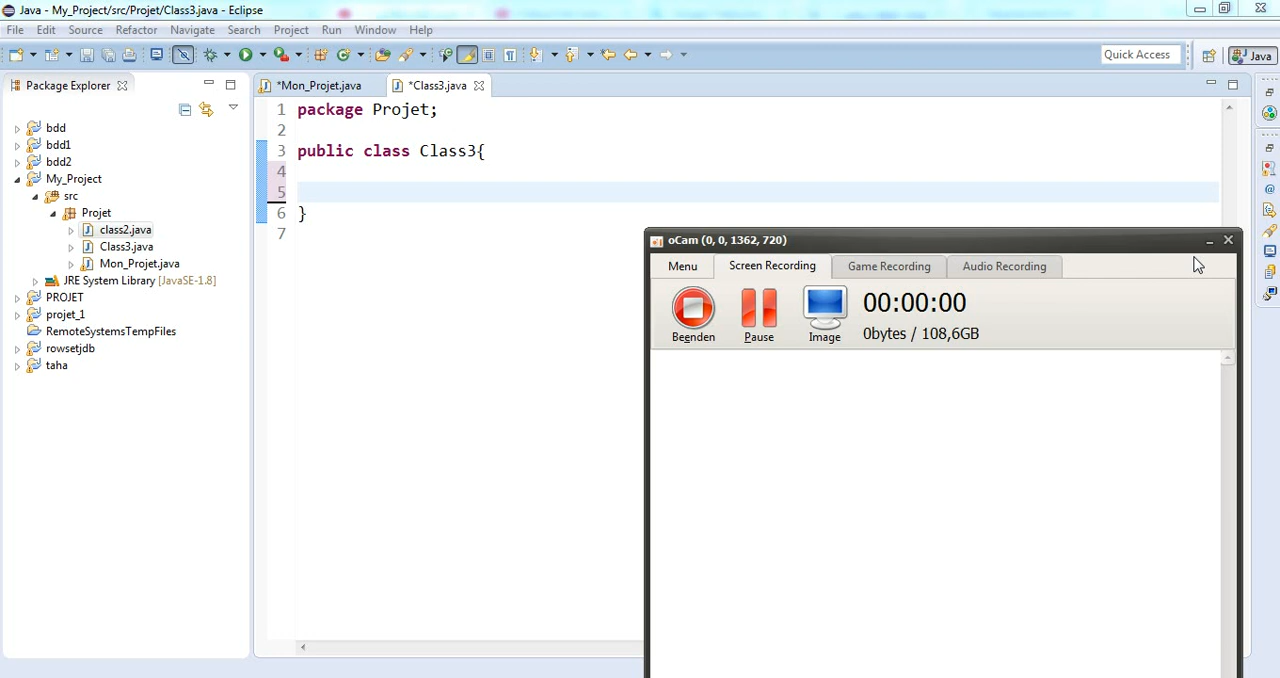 Java - My_Project/src/Projet/Class3.java - Eclipse
File Edit Source Refactor Navigate Search Project Run Window Help
Quick Access
Java
Package Explorer
*Mon_Projet.java
*Class3.java
bdd
bdd1
bdd2
My_Project
src
Projet
class2.java
Class3.java
Mon_Projet.java
JRE System Library [JavaSE-1.8]
PROJET
projet_1
RemoteSystemsTempFiles
rowsetjdb
taha
1 package Projet;
2
3 public class Class3{
4
5
6 }
7
oCam (0, 0, 1362, 720)
Menu Screen Recording Game Recording Audio Recording
Beenden Pause Image
00:00:00
0bytes / 108,6GB